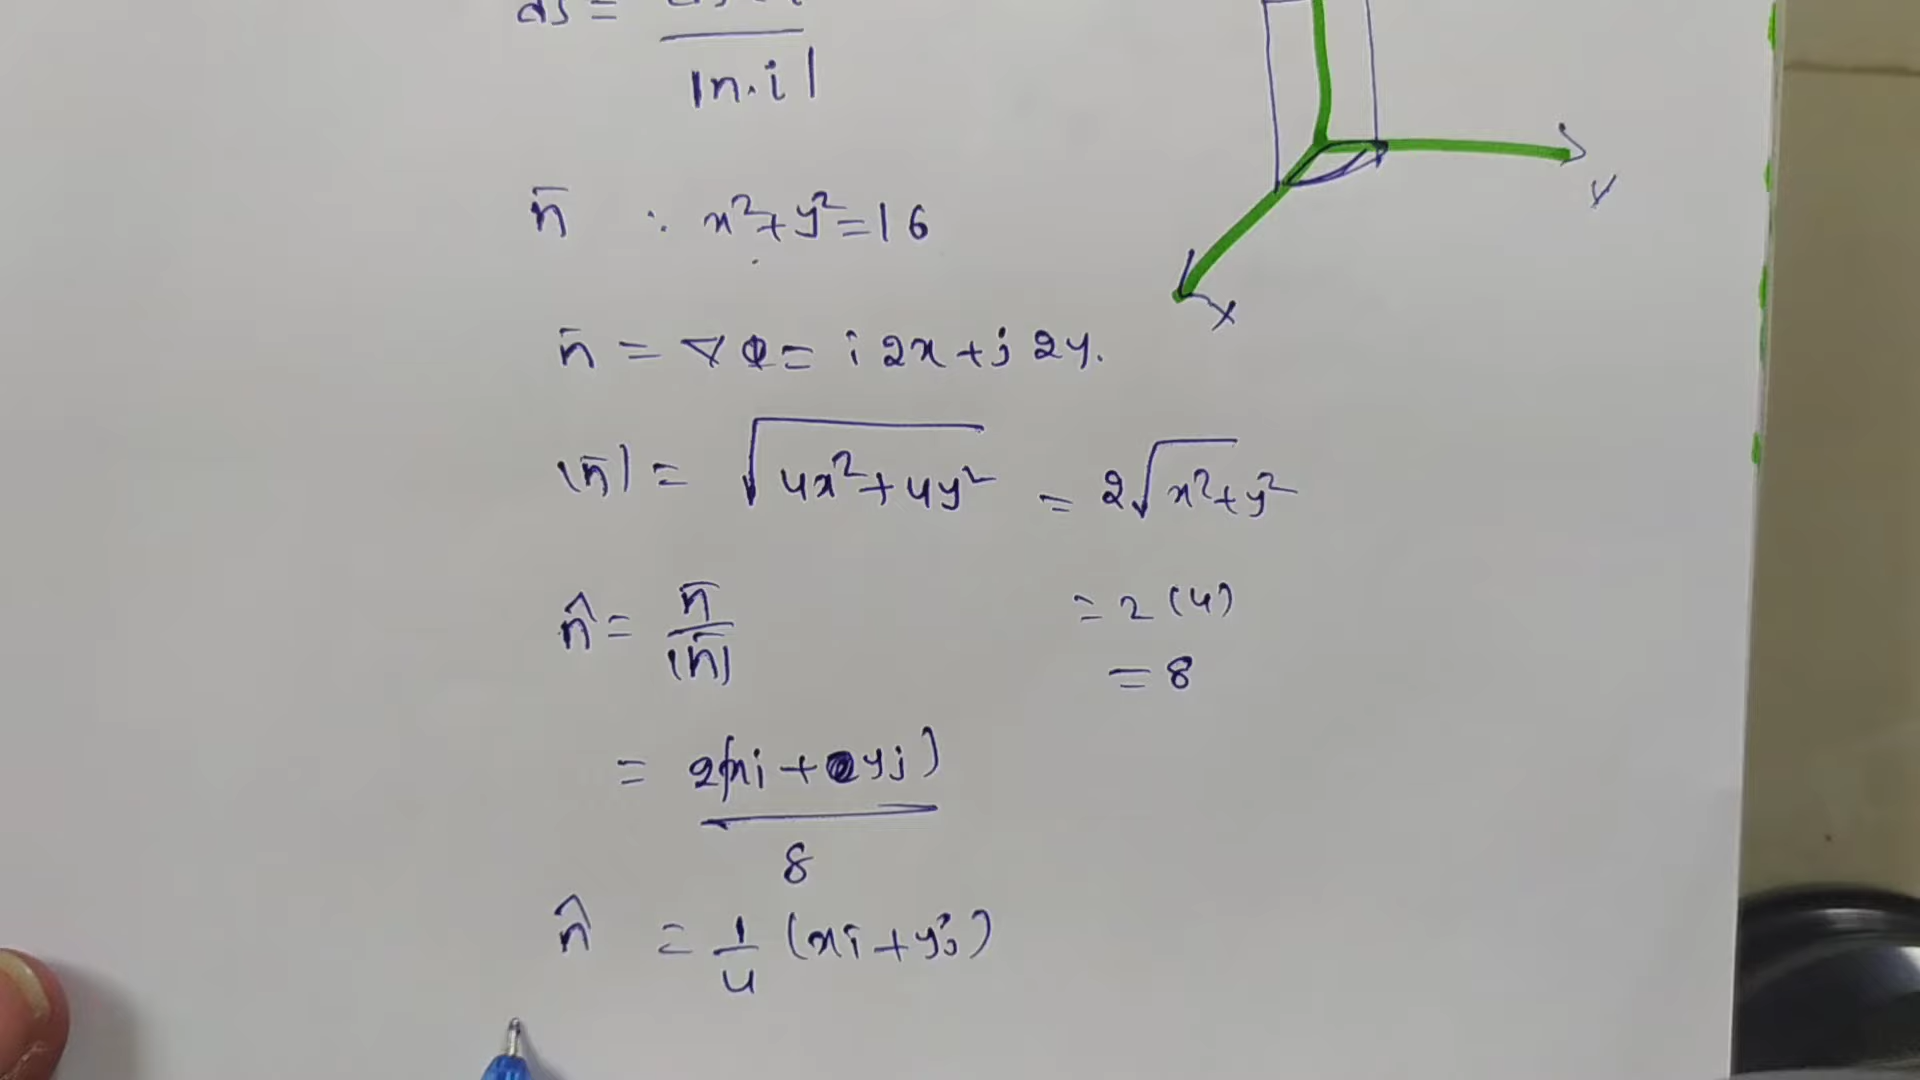 ds =
|n.i|
n̄ : x²+y²=16
n̄ = ∇φ = i 2x + j 2y.
|n̄| = √4x²+4y² = 2√x²+y²
n̂ = n̄/|n̄| = 2(4)
= 8
= 2(xi + yj)/8
n̂ = 1/4 (xi + yj)
Y
X